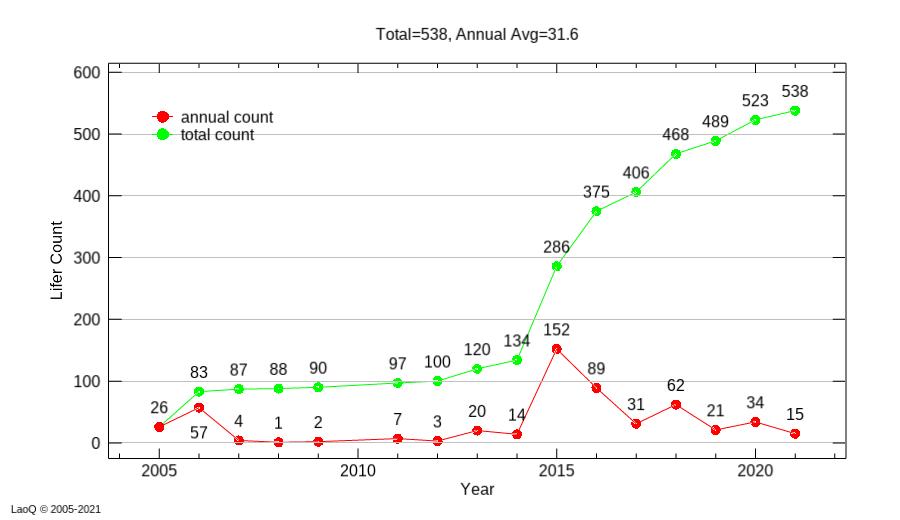 Total=538, Annual Avg=31.6
600
500
400
300
200
100
0
Lifer Count
annual count
total count
26 83 87 88 90 97 100 120 134 286 375 406 468 489 523 538
57 4 1 2 7 3 20 14 152 89 31 62 21 34 15
2005 2010 2015 2020
Year
LaoQ © 2005-2021